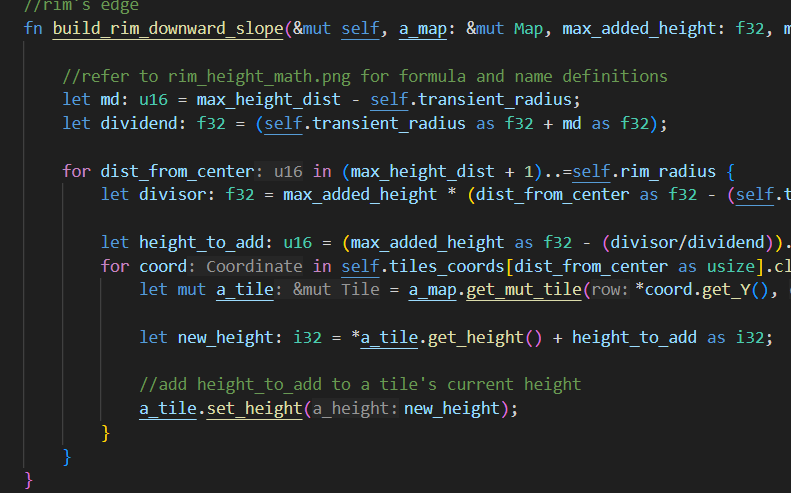 //rim's edge
fn build_rim_downward_slope(&mut self, a_map: &mut Map, max_added_height: f32, m
//refer to rim_height_math.png for formula and name definitions
let md: u16 = max_height_dist - self.transient_radius;
let dividend: f32 = (self.transient_radius as f32 + md as f32);
for dist_from_center: u16 in (max_height_dist + 1)..=self.rim_radius {
let divisor: f32 = max_added_height * (dist_from_center as f32 - (self.t
let height_to_add: u16 = (max_added_height as f32 - (divisor/dividend)).
for coord: Coordinate in self.tiles_coords[dist_from_center as usize].cl
let mut a_tile: &mut Tile = a_map.get_mut_tile(row: *coord.get_Y(),
let new_height: i32 = *a_tile.get_height() + height_to_add as i32;
//add height_to_add to a tile's current height
a_tile.set_height(a_height: new_height);
}
}
}